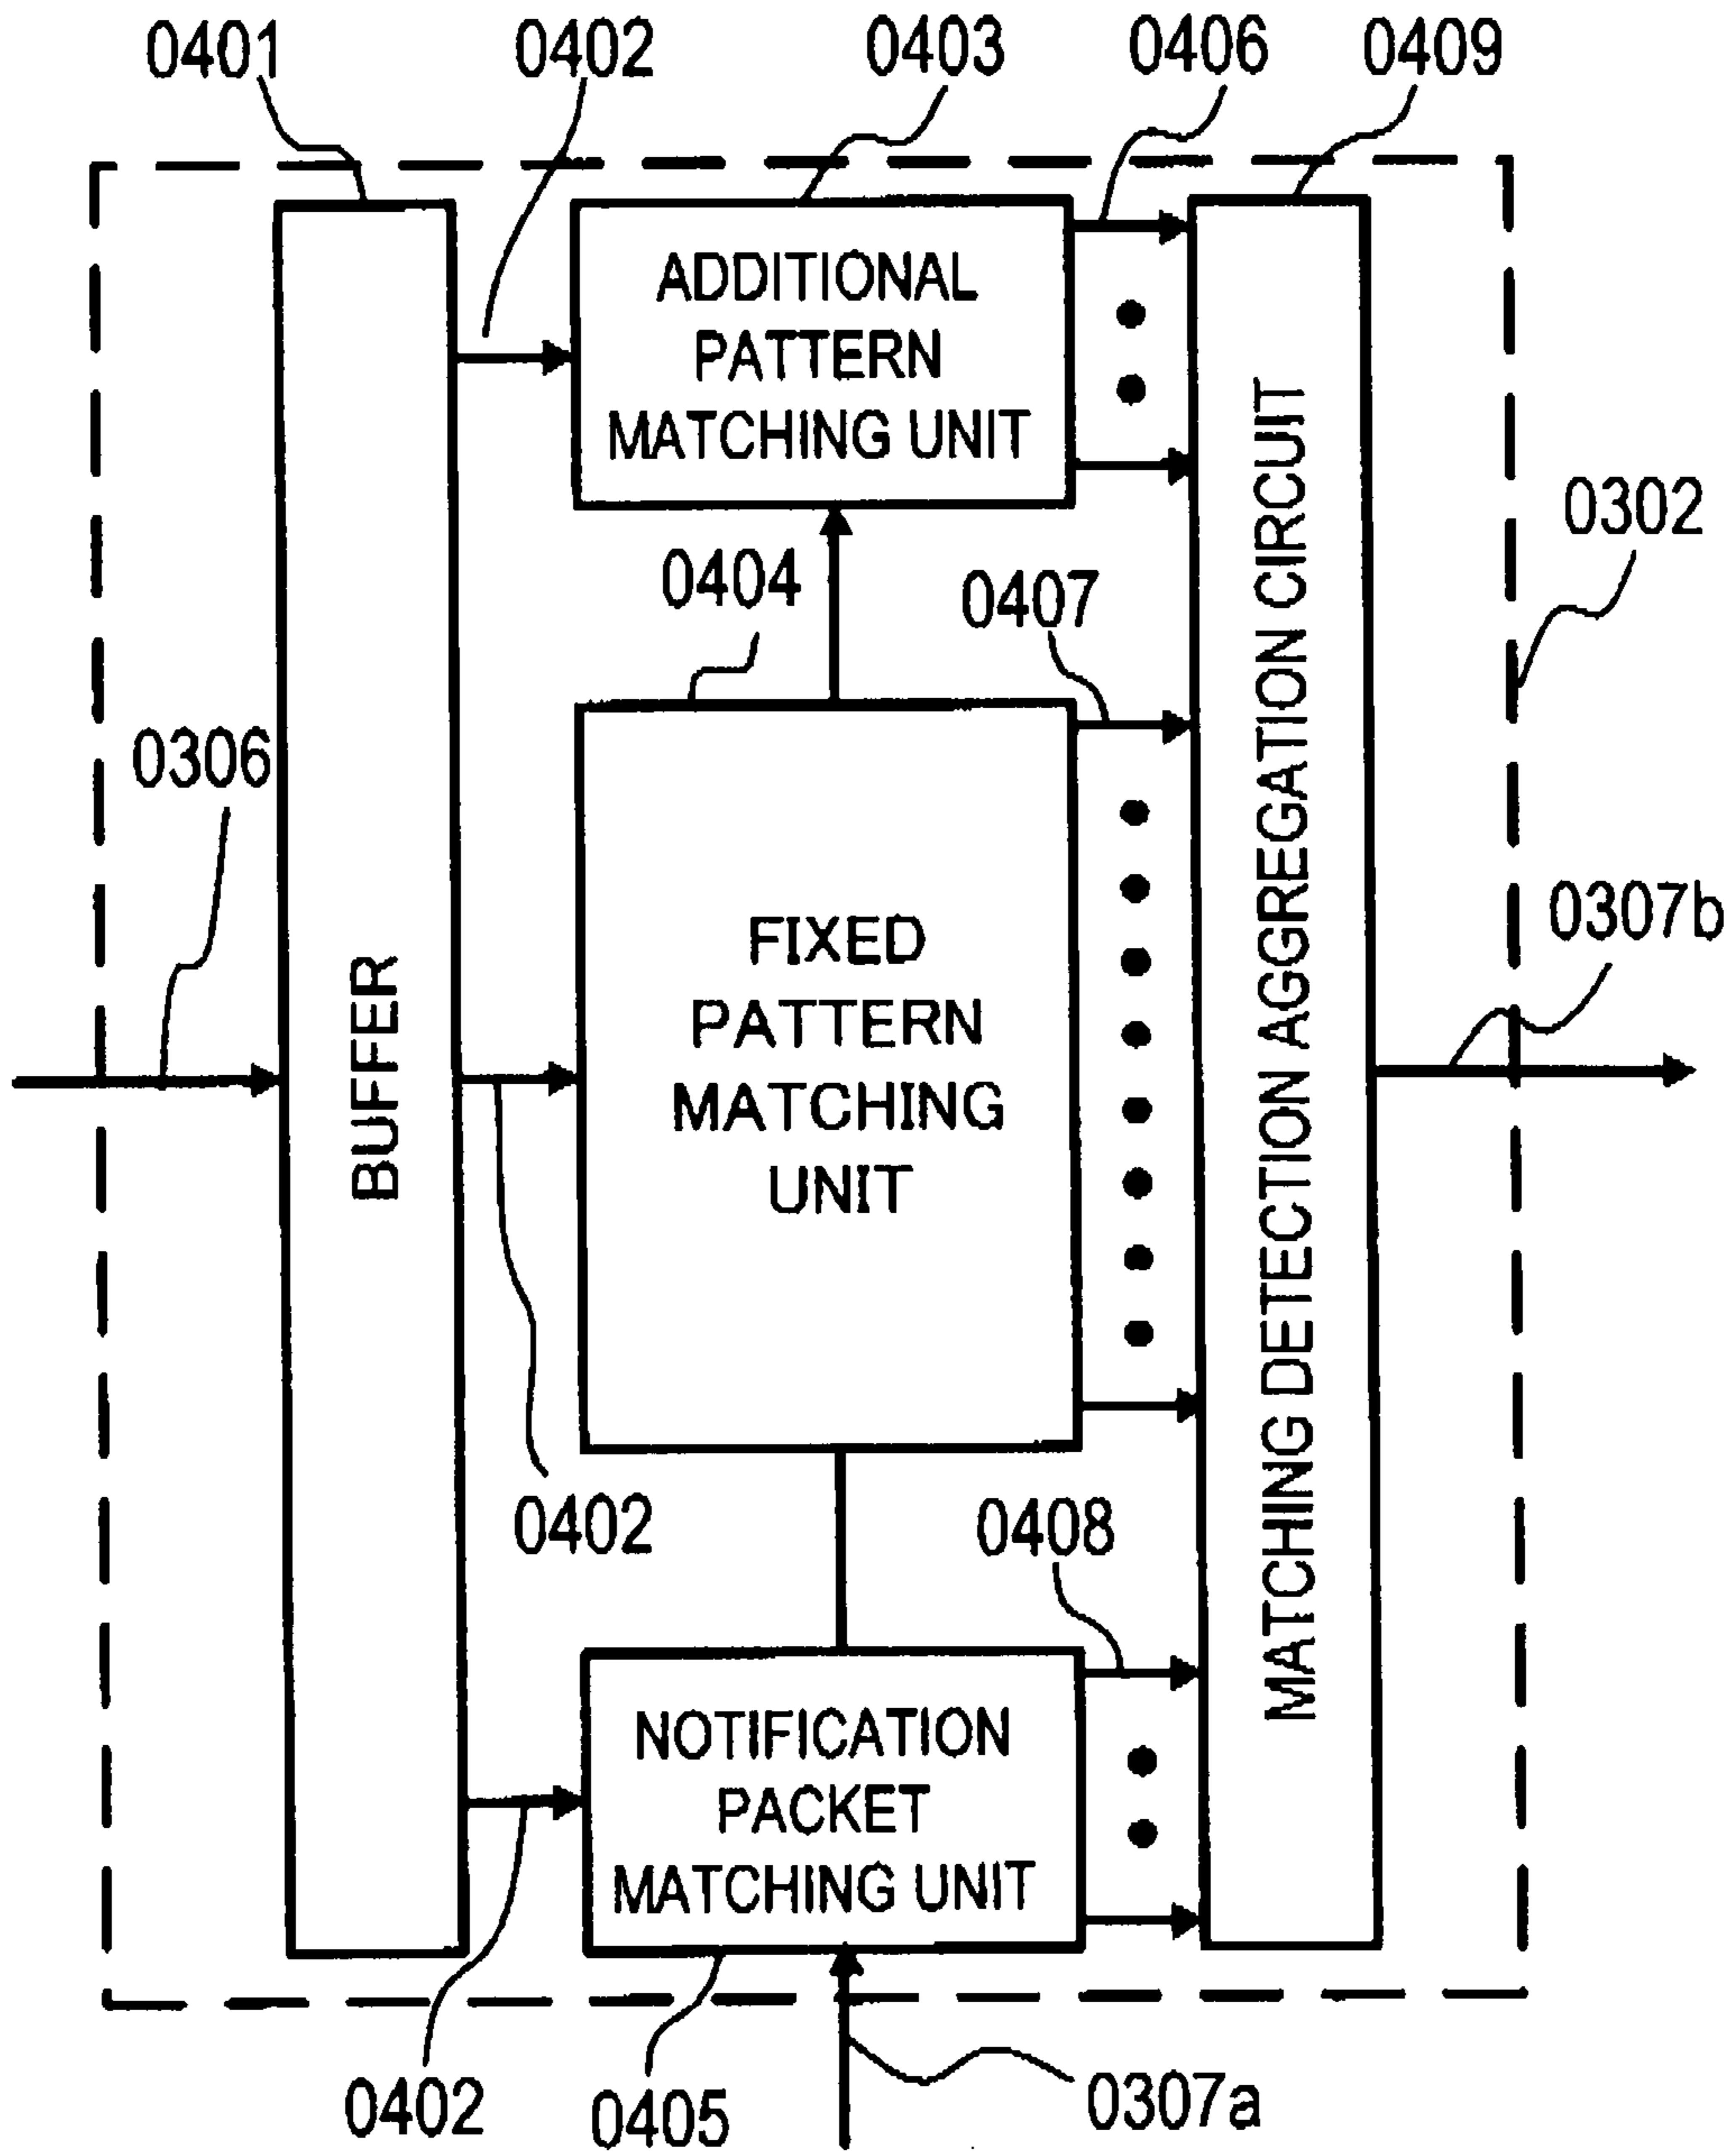 0401
0402
0403
0406
0409
ADDITIONAL
PATTERN
MATCHING UNIT
0302
0404
0407
0306
0307b
FIXED
PATTERN
MATCHING
UNIT
BUFFER
MATCHING DETECTION AGGREGATION CIRCUIT
0402
0408
NOTIFICATION
PACKET
MATCHING UNIT
0402
0405
0307a